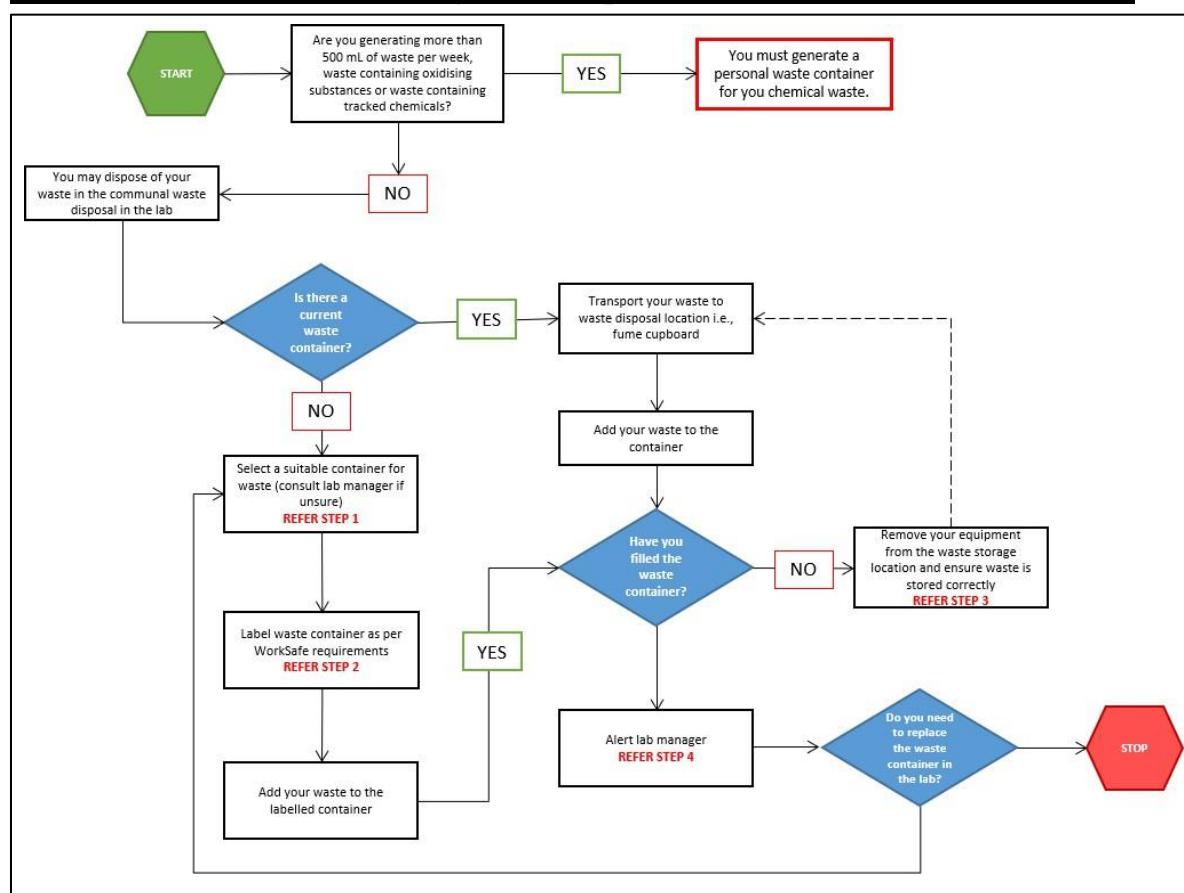 START
Are you generating more than
500 mL of waste per week,
waste containing oxidising
substances or waste containing
tracked chemicals?
YES
You must generate a
personal waste container
for you chemical waste.
NO
You may dispose of your
waste in the communal waste
disposal in the lab
Is there a
current
waste
container?
YES
Transport your waste to
waste disposal location i.e.,
fume cupboard
NO
Add your waste to the
container
Select a suitable container for
waste (consult lab manager if
unsure)
REFER STEP 1
Have you
filled the
waste
container?
NO
Remove your equipment
from the waste storage
location and ensure waste is
stored correctly
REFER STEP 3
Label waste container as per
WorkSafe requirements
REFER STEP 2
YES
Alert lab manager
REFER STEP 4
Do you need
to replace
the waste
container in
the lab?
STOP
Add your waste to the
labelled container